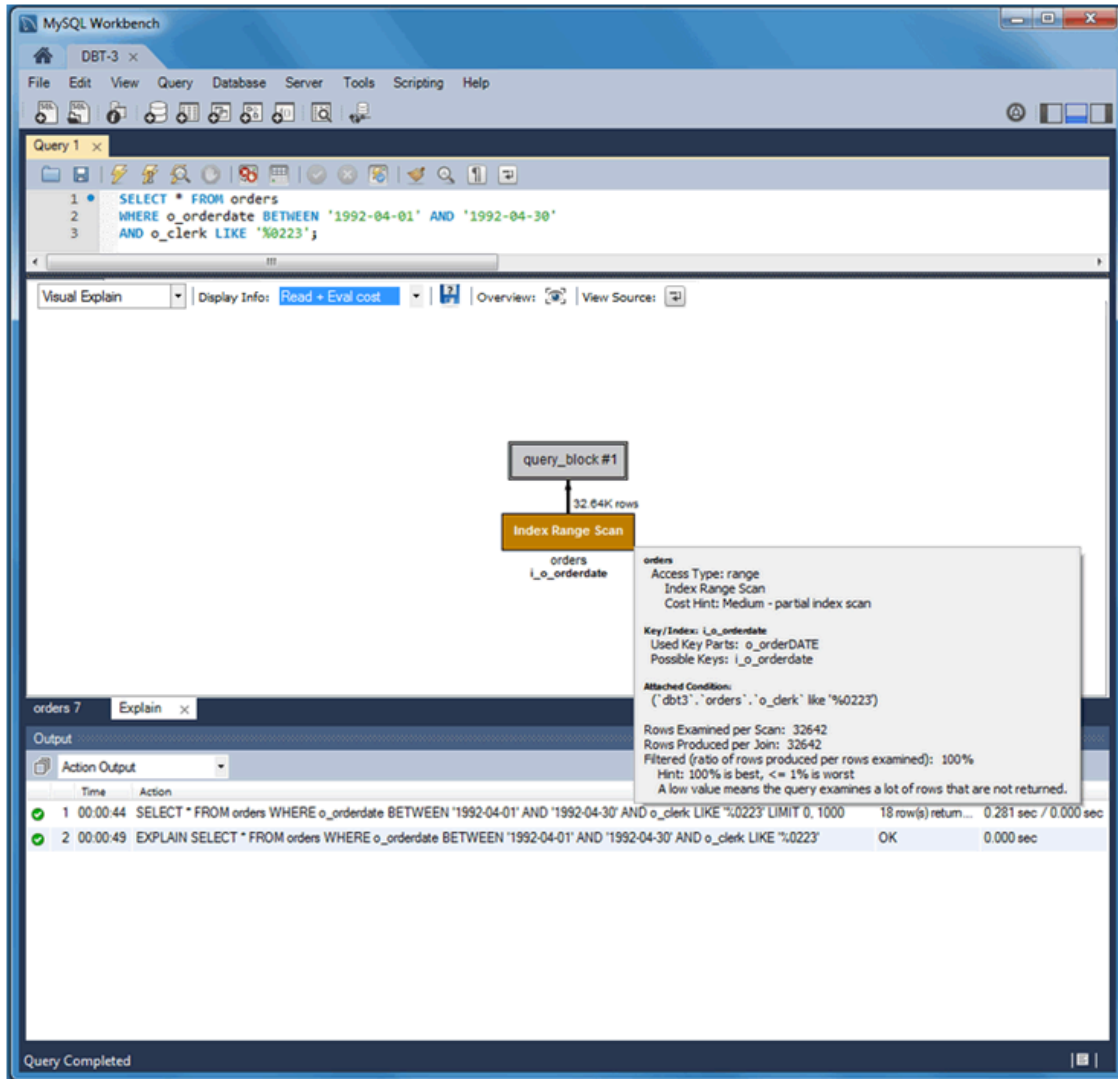 MySQL Workbench
DBT-3
File Edit View Query Database Server Tools Scripting Help
Query 1
1 SELECT * FROM orders
2 WHERE o_orderdate BETWEEN '1992-04-01' AND '1992-04-30'
3 AND o_clerk LIKE '%0223';
Visual Explain Display Info: Read + Eval cost Overview: View Source:
query_block #1
32.64K rows
Index Range Scan
orders
i_o_orderdate
orders
Access Type: range
Index Range Scan
Cost Hint: Medium - partial index scan
Key/Index: i_o_orderdate
Used Key Parts: o_orderDATE
Possible Keys: i_o_orderdate
Attached Condition:
(`dbt3`.`orders`.`o_clerk` like '%0223')
Rows Examined per Scan: 32642
Rows Produced per Join: 32642
Filtered (ratio of rows produced per rows examined): 100%
Hint: 100% is best, <= 1% is worst
A low value means the query examines a lot of rows that are not returned.
orders 7 Explain
Output
Action Output
Time Action
1 00:00:44 SELECT * FROM orders WHERE o_orderdate BETWEEN '1992-04-01' AND '1992-04-30' AND o_clerk LIKE '%0223' LIMIT 0, 1000 18 row(s) return... 0.281 sec / 0.000 sec
2 00:00:49 EXPLAIN SELECT * FROM orders WHERE o_orderdate BETWEEN '1992-04-01' AND '1992-04-30' AND o_clerk LIKE '%0223' OK 0.000 sec
Query Completed